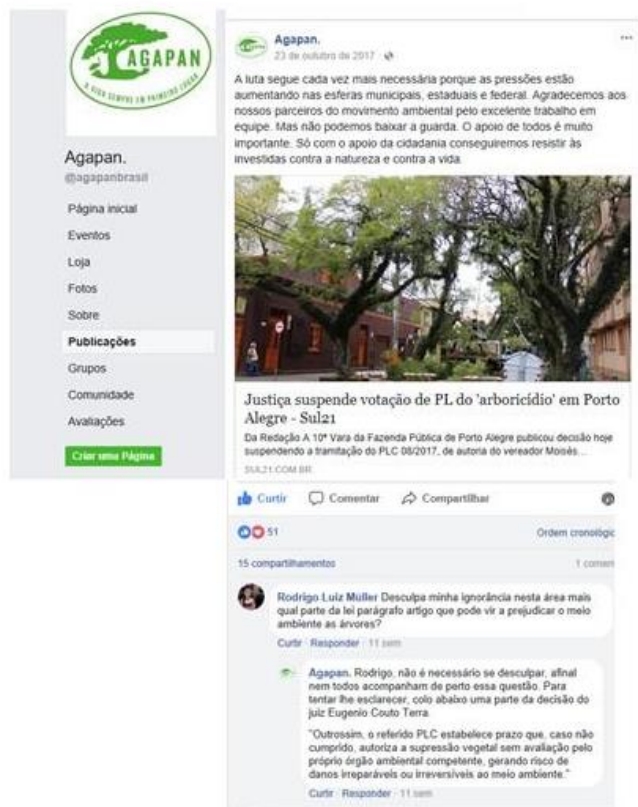 AGAPAN
A VIDA SEMPRE EM PRIMEIRO LUGAR
Agapan.
@agapanbrasil
Página inicial
Eventos
Loja
Fotos
Sobre
Publicações
Grupos
Comunidade
Avaliações
Criar uma Página
Agapan.
23 de outubro de 2017
A luta segue cada vez mais necessária porque as pressões estão
aumentando nas esferas municipais, estaduais e federal. Agradecemos aos
nossos parceiros do movimento ambiental pelo excelente trabalho em
equipe. Mas não podemos baixar a guarda. O apoio de todos é muito
importante. Só com o apoio da cidadania conseguiremos resistir às
investidas contra a natureza e contra a vida.
Justiça suspende votação de PL do 'arboricídio' em Porto
Alegre - Sul21
Da Redação A 10ª Vara da Fazenda Pública de Porto Alegre publicou decisão hoje
suspendendo a tramitação do PLC 08/2017, de autoria do vereador Moisés...
SUL21.COM.BR
Curtir Comentar Compartilhar
51 Ordem cronológic
15 compartilhamentos 1 comen
Rodrigo Luiz Müller Desculpa minha ignorância nesta área mais
qual parte da lei parágrafo artigo que pode vir a prejudicar o meio
ambiente as árvores?
Curtir · Responder · 11 sem
Agapan. Rodrigo, não é necessário se desculpar, afinal
nem todos acompanham de perto essa questão. Para
tentar lhe esclarecer, colo abaixo uma parte da decisão do
juiz Eugenio Couto Terra.
"Outrossim, o referido PLC estabelece prazo que, caso não
cumprido, autoriza a supressão vegetal sem avaliação pelo
próprio órgão ambiental competente, gerando risco de
danos irreparáveis ou irreversíveis ao meio ambiente."
Curtir · Responder · 11 sem